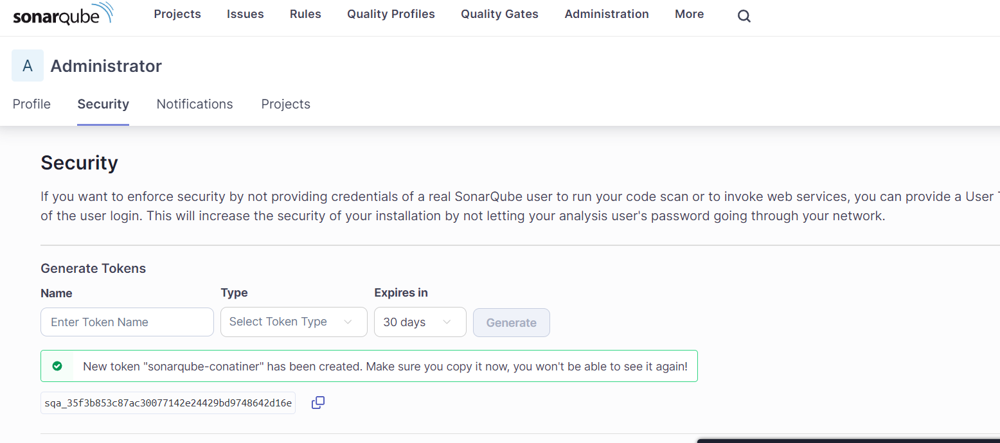 sonarqube Projects Issues Rules Quality Profiles Quality Gates Administration More
A Administrator
Profile Security Notifications Projects
Security
If you want to enforce security by not providing credentials of a real SonarQube user to run your code scan or to invoke web services, you can provide a User
of the user login. This will increase the security of your installation by not letting your analysis user's password going through your network.
Generate Tokens
Name Type Expires in
Enter Token Name Select Token Type 30 days Generate
New token "sonarqube-conatiner" has been created. Make sure you copy it now, you won't be able to see it again!
sqa_35f3b853c87ac30077142e24429bd9748642d16e